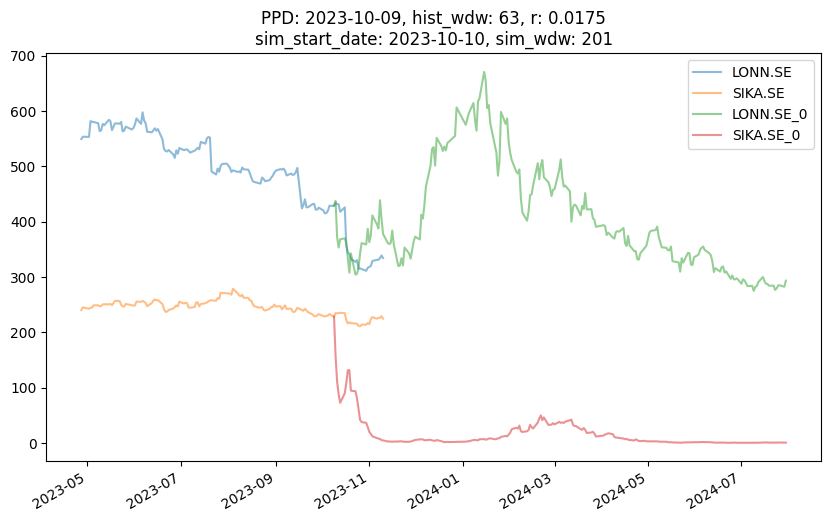 PPD: 2023-10-09, hist_wdw: 63, r: 0.0175
sim_start_date: 2023-10-10, sim_wdw: 201
700
600
500
400
300
200
100
0
LONN.SE
SIKA.SE
LONN.SE_0
SIKA.SE_0
2023-05
2023-07
2023-09
2023-11
2024-01
2024-03
2024-05
2024-07